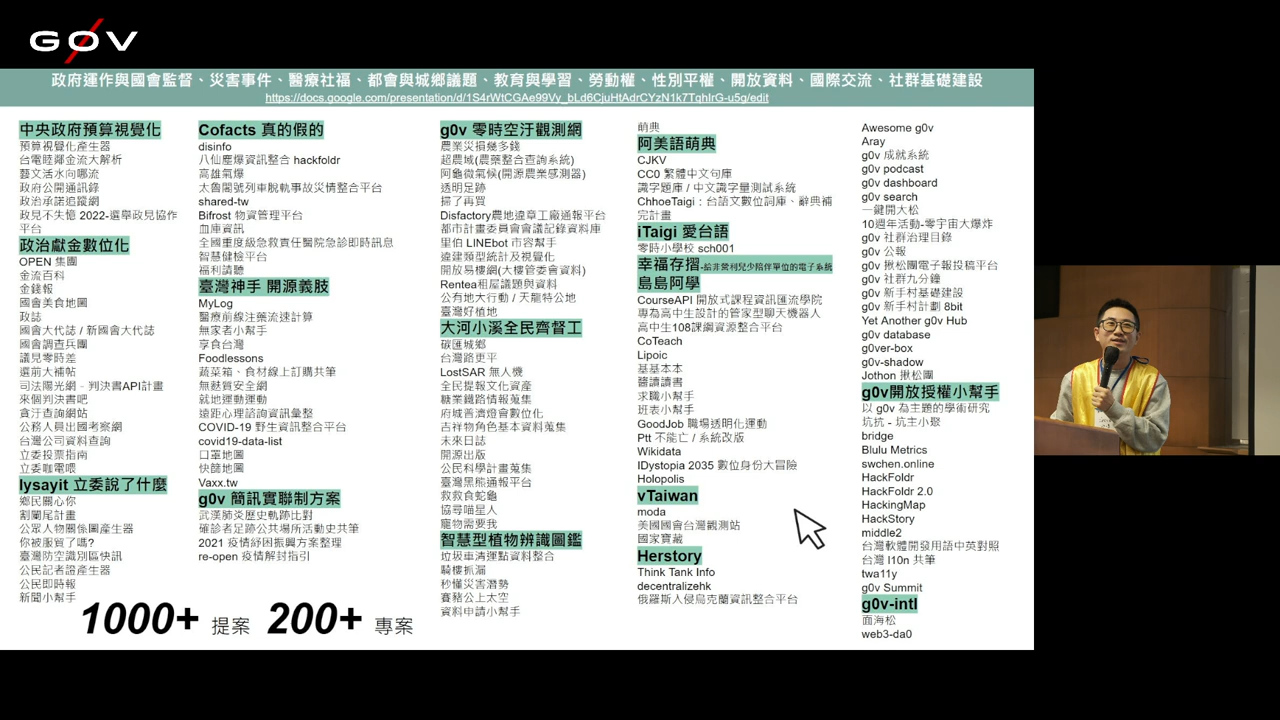 G0V
政府運作與國會監督、災害事件、醫療社福、都會與城鄉議題、教育與學習、勞動權、性別平權、開放資料、國際交流、社群基礎建設
https://docs.google.com/presentation/d/1S4rWtCGAe99Vy_bLd6CjuHtAdrCYzN1k7TqhIrG-u5g/edit
中央政府預算視覺化
預算視覺化產生器
台電睦鄰金流大解析
藝文活水向哪流
政府公開通訊錄
政治承諾追蹤網
政見不失憶 2022-選舉政見協作
平台
政治獻金數位化
OPEN 集團
金流百科
金錢報
國會美食地圖
政誌
國會大代誌 / 新國會大代誌
國會調查兵團
議見零時差
選前大補帖
司法陽光網 - 判決書API計畫
來個判決書吧
貪汙查詢網站
公務人員出國考察網
台灣公司資料查詢
立委投票指南
立委咖電喂
lysayit 立委說了什麼
鄉民關心你
割闌尾計畫
公眾人物關係圖產生器
你被服貿了嗎?
臺灣防空識別區快訊
公民記者證產生器
公民即時報
新聞小幫手
Cofacts 真的假的
disinfo
八仙塵爆資訊整合 hackfoldr
高雄氣爆
太魯閣號列車脫軌事故災情整合平台
shared-tw
Bifrost 物資管理平台
血庫資訊
全國重度級急救責任醫院急診即時訊息
智慧健檢平台
福利請聽
臺灣神手 開源義肢
MyLog
醫療前線注藥流速計算
無家者小幫手
享食台灣
Foodlessons
蔬菜箱、食材線上訂購共筆
無麩質安全網
就地運動運動
遠距心理諮詢資訊彙整
COVID-19 野生資訊整合平台
covid19-data-list
口罩地圖
快篩地圖
Vaxx.tw
g0v 簡訊實聯制方案
武漢肺炎歷史軌跡比對
確診者足跡公共場所活動史共筆
2021 疫情紓困振興方案整理
re-open 疫情解封指引
1000+ 提案 200+ 專案
g0v 零時空汙觀測網
農業災損幾多錢
超農域(農藥整合查詢系統)
阿龜微氣候(開源農業感測器)
透明足跡
掃了再買
Disfactory農地違章工廠通報平台
都市計畫委員會會議記錄資料庫
里伯 LINEbot 市容幫手
違建類型統計及視覺化
開放易樓網(大樓管委會資料)
Rentea租屋議題與資料
公有地大行動 / 天龍特公地
臺灣好植地
大河小溪全民齊督工
碳匯城鄉
台灣路更平
LostSAR 無人機
全民提報文化資產
糖業鐵路情報蒐集
府城普濟燈會數位化
吉祥物角色基本資料蒐集
未來日誌
開源出版
公民科學計畫蒐集
臺灣黑熊通報平台
救救食蛇龜
協尋喵星人
寵物需要我
智慧型植物辨識圖鑑
垃圾車清運點資料整合
騎樓抓漏
秒懂災害潛勢
賽豬公上太空
資料申請小幫手
萌典
阿美語萌典
CJKV
CC0 繁體中文句庫
識字題庫 / 中文識字量測試系統
ChhoeTaigi：台語文數位詞庫、辭典補
完計畫
iTaigi 愛台語
零時小學校 sch001
幸福存摺-給非營利兒少陪伴單位的電子系統
島島阿學
CourseAPI 開放式課程資訊匯流學院
專為高中生設計的管家型聊天機器人
高中生108課綱資源整合平台
CoTeach
Lipoic
基基本本
醫讀讀書
求職小幫手
班表小幫手
GoodJob 職場透明化運動
Ptt 不能亡 / 系統改版
Wikidata
IDystopia 2035 數位身份大冒險
Holopolis
vTaiwan
moda
美國國會台灣觀測站
國家寶藏
Herstory
Think Tank Info
decentralizehk
俄羅斯人侵烏克蘭資訊整合平台
Awesome g0v
Aray
g0v 成就系統
g0v podcast
g0v dashboard
g0v search
一鍵開大松
10週年活動-零宇宙大爆炸
g0v 社群治理目錄
g0v 公報
g0v 揪松團電子報投稿平台
g0v 社群九分鐘
g0v 新手村基礎建設
g0v 新手村計劃 8bit
Yet Another g0v Hub
g0v database
g0ver-box
g0v-shadow
Jothon 揪松團
g0v開放授權小幫手
以 g0v 為主題的學術研究
坑抗 - 坑主小聚
bridge
Blulu Metrics
swchen.online
HackFoldr
HackFoldr 2.0
HackingMap
HackStory
middle2
台灣軟體開發用語中英對照
台灣 l10n 共筆
twa11y
g0v Summit
g0v-intl
面海松
web3-da0